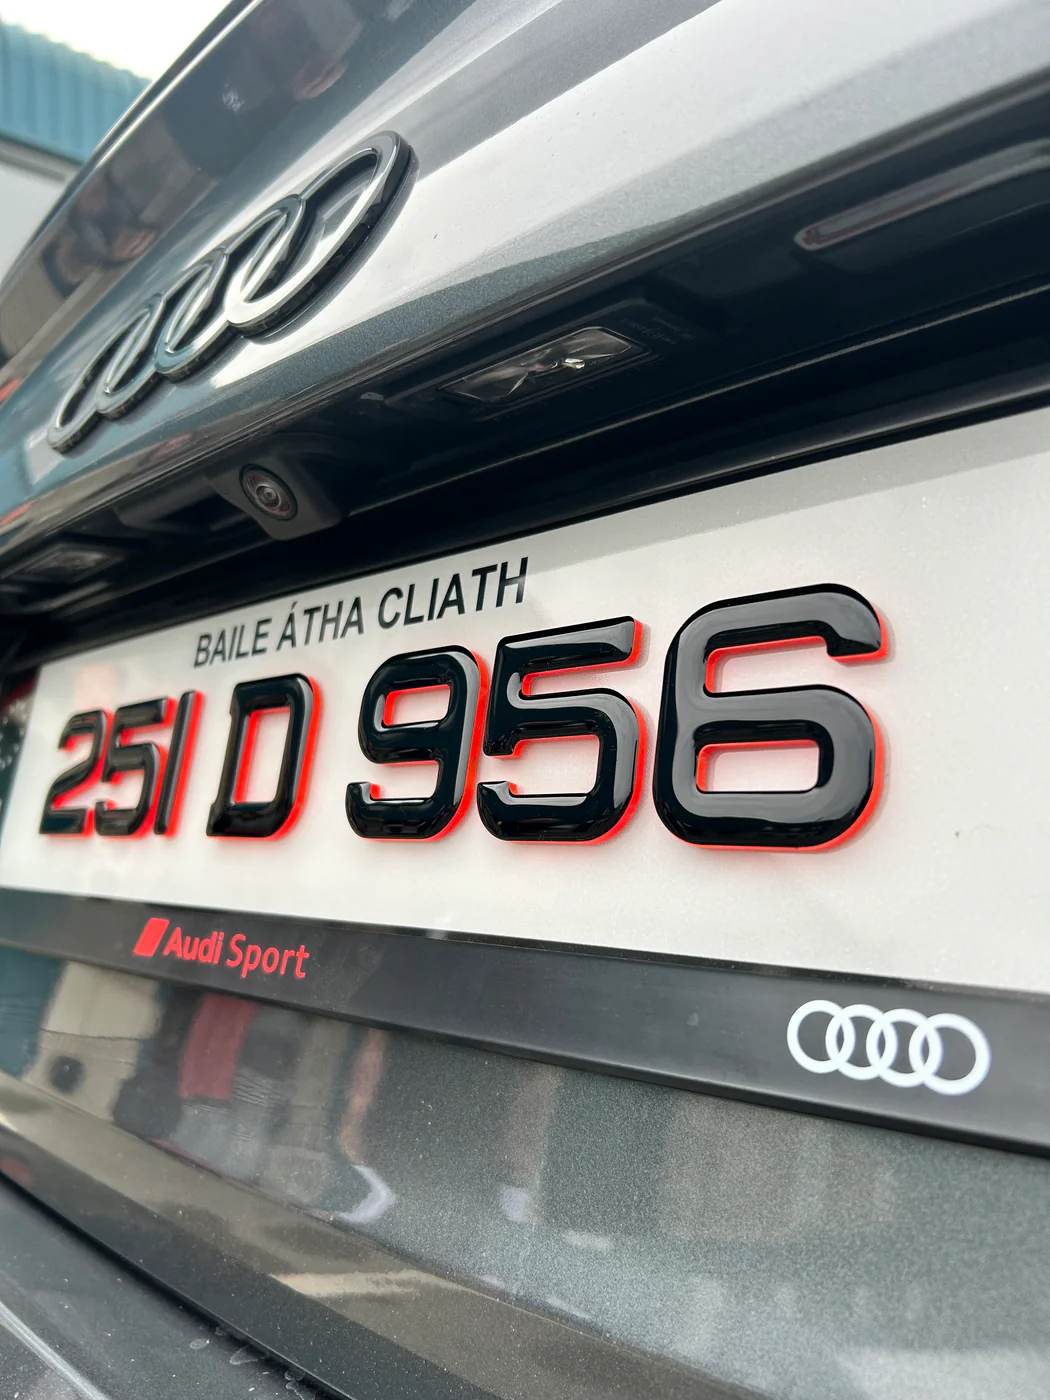 BAILE ÁTHA CLIATH
251 D 956
Audi Sport